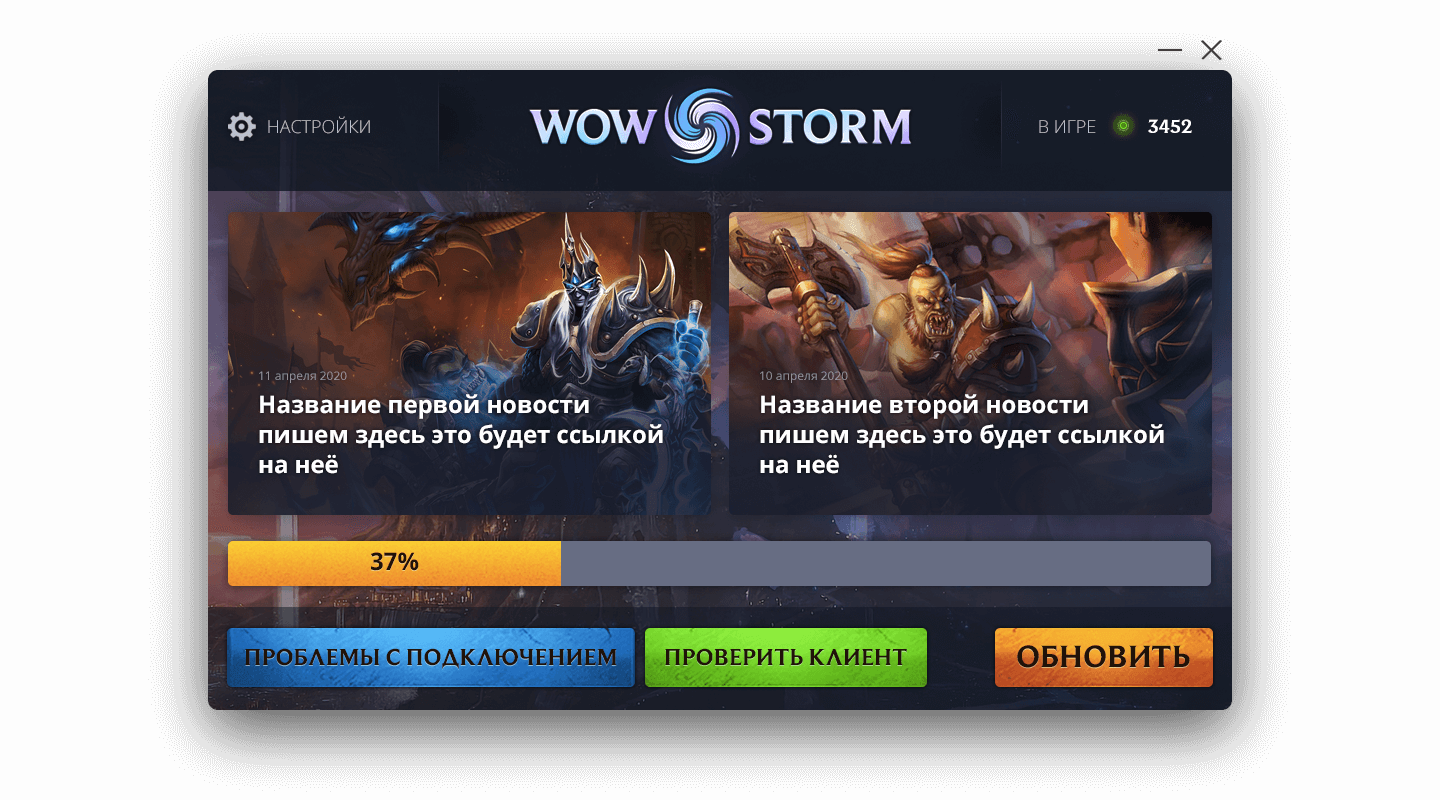 НАСТРОЙКИ
WOW STORM
В ИГРЕ 3452
11 апреля 2020
Название первой новости
пишем здесь это будет ссылкой
на неё
10 апреля 2020
Название второй новости
пишем здесь это будет ссылкой
на неё
37%
ПРОБЛЕМЫ С ПОДКЛЮЧЕНИЕМ
ПРОВЕРИТЬ КЛИЕНТ
ОБНОВИТЬ